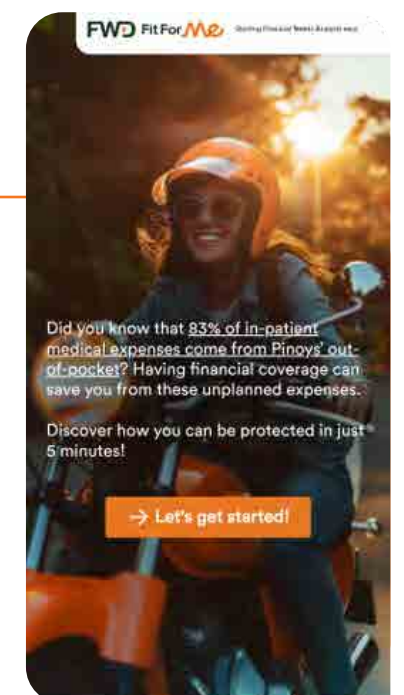 FWD Fit For Me
Did you know that 83% of in-patient
medical expenses come from Pinoys' out-
of-pocket? Having financial coverage can
save you from these unplanned expenses.
Discover how you can be protected in just
5 minutes!
→ Let's get started!